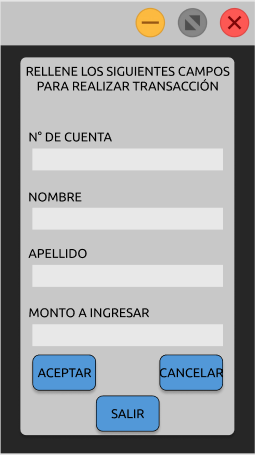 RELLENE LOS SIGUIENTES CAMPOS
PARA REALIZAR TRANSACCIÓN
N° DE CUENTA
NOMBRE
APELLIDO
MONTO A INGRESAR
ACEPTAR CANCELAR
SALIR